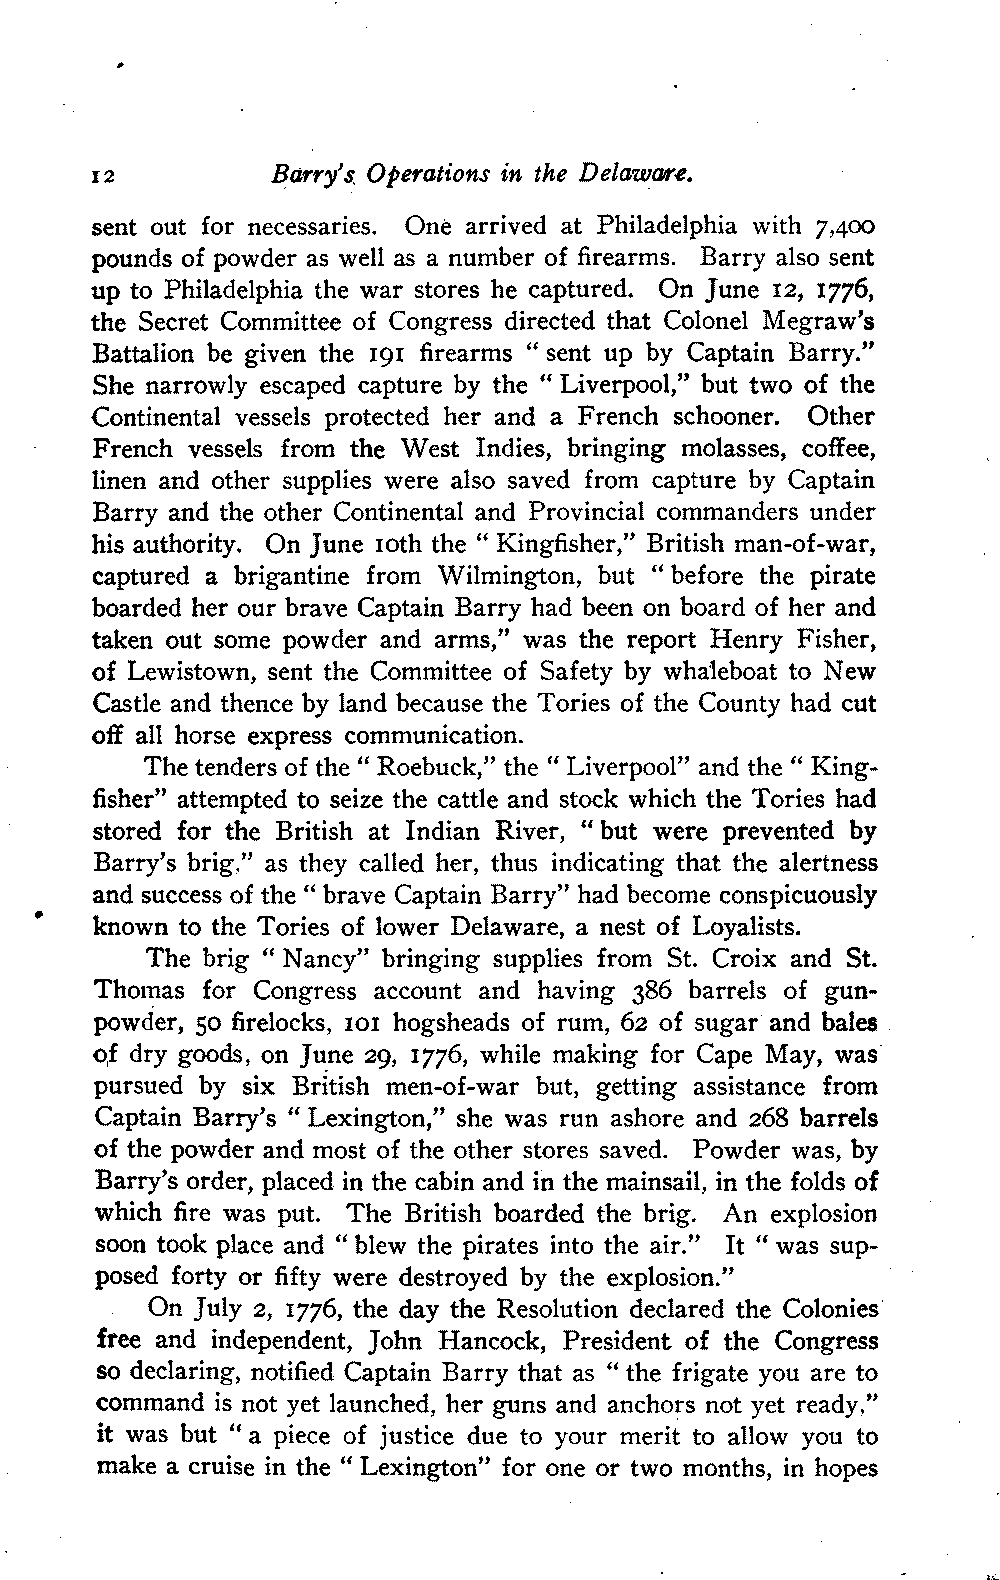 12 Barry's Operations in the Delaware.
sent out for necessaries. One arrived at Philadelphia with 7,400
pounds of powder as well as a number of firearms. Barry also sent
up to Philadelphia the war stores he captured. On June 12, 1776,
the Secret Committee of Congress directed that Colonel Megraw's
Battalion be given the 191 firearms " sent up by Captain Barry."
She narrowly escaped capture by the " Liverpool," but two of the
Continental vessels protected her and a French schooner. Other
French vessels from the West Indies, bringing molasses, coffee,
linen and other supplies were also saved from capture by Captain
Barry and the other Continental and Provincial commanders under
his authority. On June 10th the " Kingfisher," British man-of-war,
captured a brigantine from Wilmington, but " before the pirate
boarded her our brave Captain Barry had been on board of her and
taken out some powder and arms," was the report Henry Fisher,
of Lewistown, sent the Committee of Safety by whaleboat to New
Castle and thence by land because the Tories of the County had cut
off all horse express communication.
The tenders of the " Roebuck," the " Liverpool" and the " King-
fisher" attempted to seize the cattle and stock which the Tories had
stored for the British at Indian River, " but were prevented by
Barry's brig," as they called her, thus indicating that the alertness
and success of the " brave Captain Barry" had become conspicuously
known to the Tories of lower Delaware, a nest of Loyalists.
The brig " Nancy" bringing supplies from St. Croix and St.
Thomas for Congress account and having 386 barrels of gun-
powder, 50 firelocks, 101 hogsheads of rum, 62 of sugar and bales
of dry goods, on June 29, 1776, while making for Cape May, was
pursued by six British men-of-war but, getting assistance from
Captain Barry's " Lexington," she was run ashore and 268 barrels
of the powder and most of the other stores saved. Powder was, by
Barry's order, placed in the cabin and in the mainsail, in the folds of
which fire was put. The British boarded the brig. An explosion
soon took place and " blew the pirates into the air." It " was sup-
posed forty or fifty were destroyed by the explosion."
On July 2, 1776, the day the Resolution declared the Colonies
free and independent, John Hancock, President of the Congress
so declaring, notified Captain Barry that as " the frigate you are to
command is not yet launched, her guns and anchors not yet ready,"
it was but " a piece of justice due to your merit to allow you to
make a cruise in the " Lexington" for one or two months, in hopes